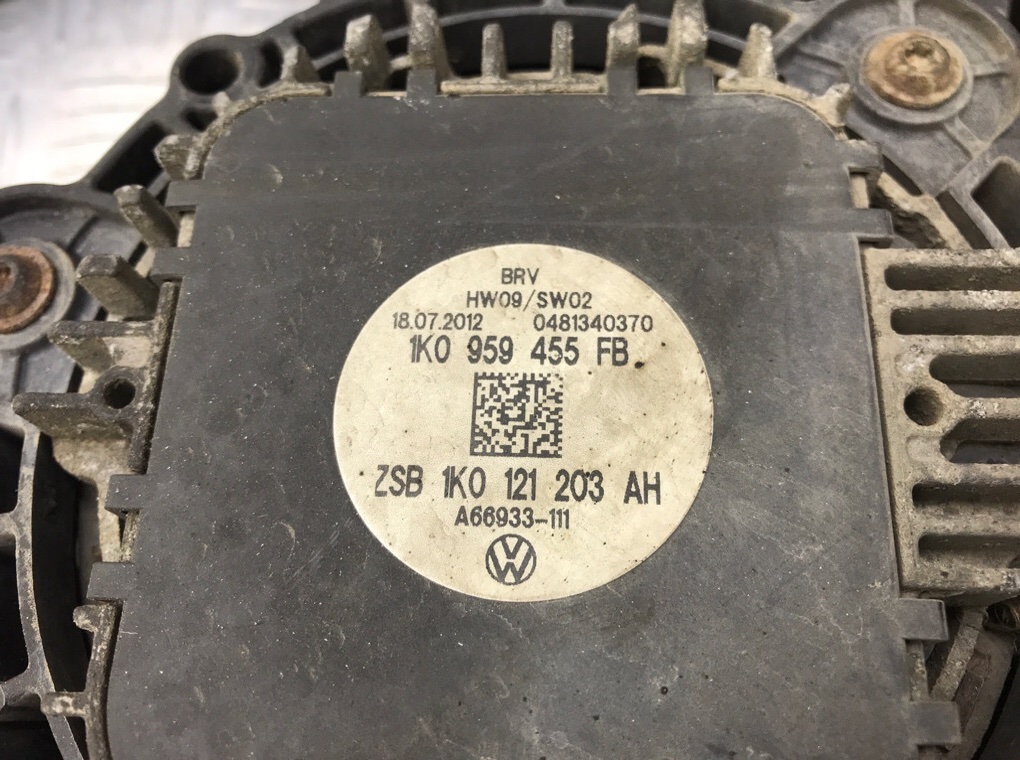 BRV
HW09/SW02
18.07.2012 0481340370
1K0 959 455 FB
ZSB 1K0 121 203 AH
A66933-111
VW